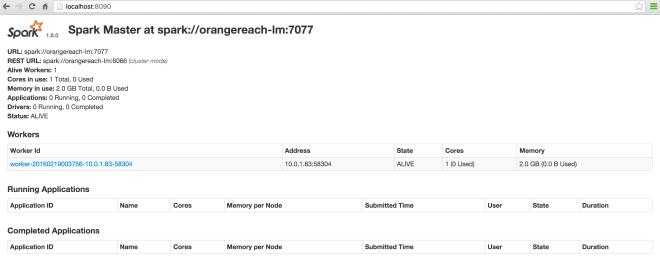 localhost:8090
Spark 1.6.0 Spark Master at spark://orangereach-lm:7077
URL: spark://orangereach-lm:7077
REST URL: spark://orangereach-lm:6066 (cluster mode)
Alive Workers: 1
Cores in use: 1 Total, 0 Used
Memory in use: 2.0 GB Total, 0.0 B Used
Applications: 0 Running, 0 Completed
Drivers: 0 Running, 0 Completed
Status: ALIVE
Workers
Worker Id Address State Cores Memory
worker-20160219003756-10.0.1.83-58304 10.0.1.83:58304 ALIVE 1 (0 Used) 2.0 GB (0.0 B Used)
Running Applications
Application ID Name Cores Memory per Node Submitted Time User State Duration
Completed Applications
Application ID Name Cores Memory per Node Submitted Time User State Duration